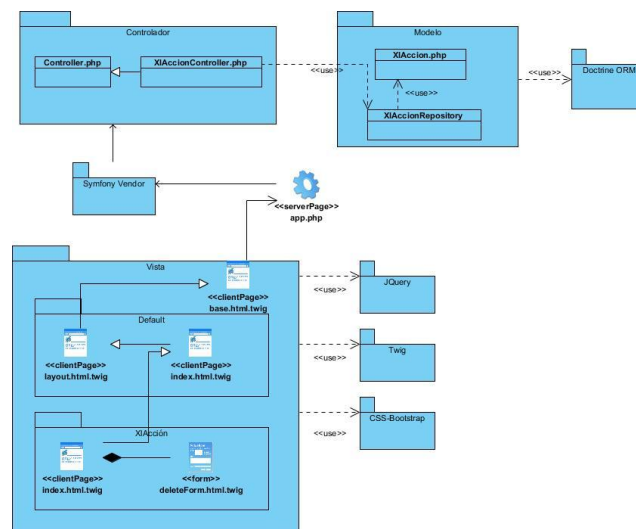 Controlador
Controller.php
XIAccionController.php
<<use>>
Modelo
XIAccion.php
<<use>>
XIAccionRepository
<<use>>
Doctrine ORM
Symfony Vendor
<<serverPage>>
app.php
Vista
<<clientPage>>
base.html.twig
Default
<<clientPage>>
layout.html.twig
<<clientPage>>
index.html.twig
XIAcción
<<clientPage>>
index.html.twig
<<form>>
deleteForm.html.twig
<<use>>
JQuery
<<use>>
Twig
<<use>>
CSS-Bootstrap